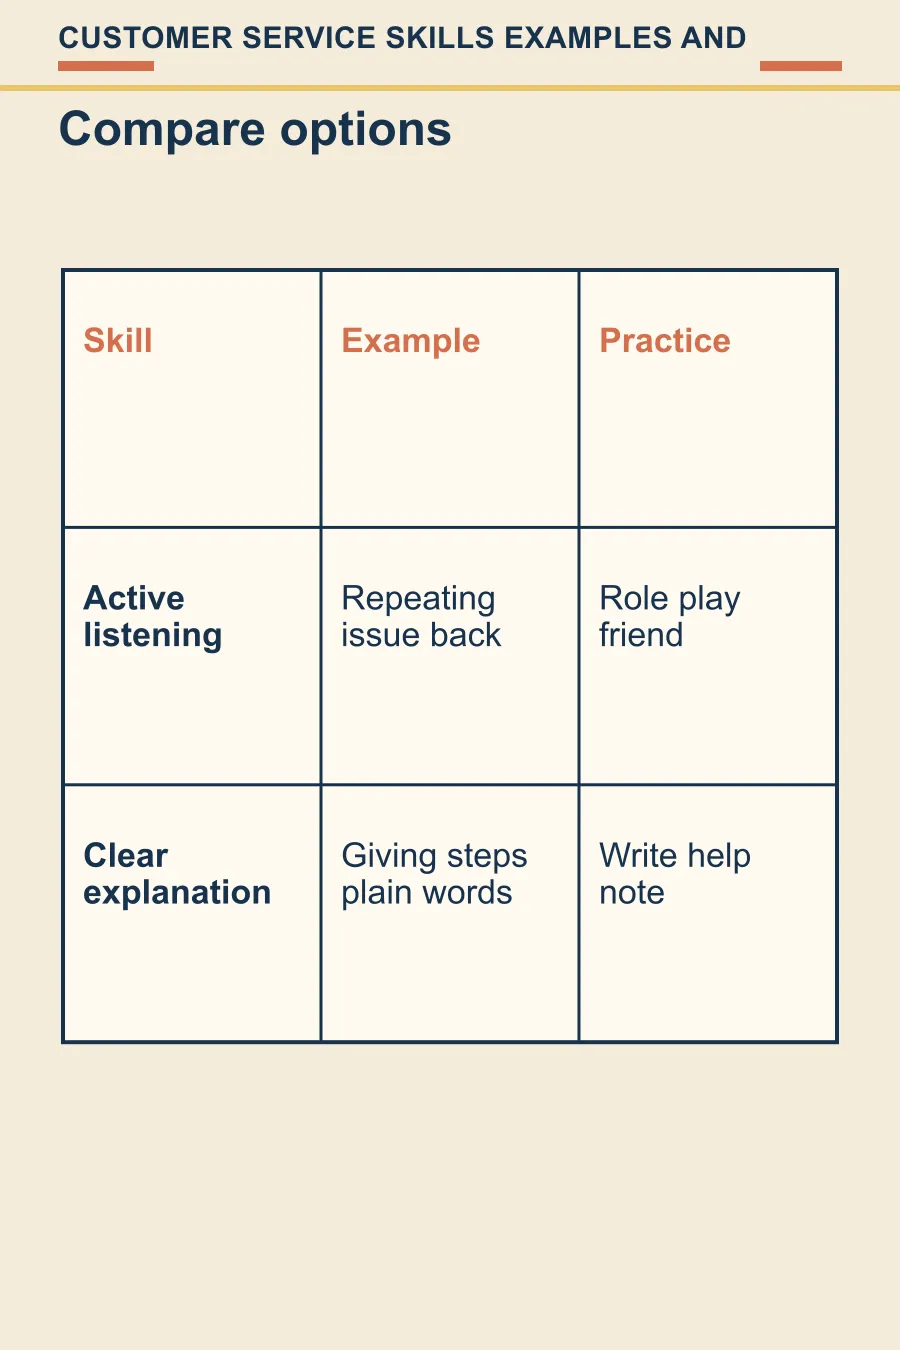 CUSTOMER SERVICE SKILLS EXAMPLES AND
Compare options
Skill
Example
Practice
Active
listening
Repeating
issue back
Role play
friend
Clear
explanation
Giving steps
plain words
Write help
note